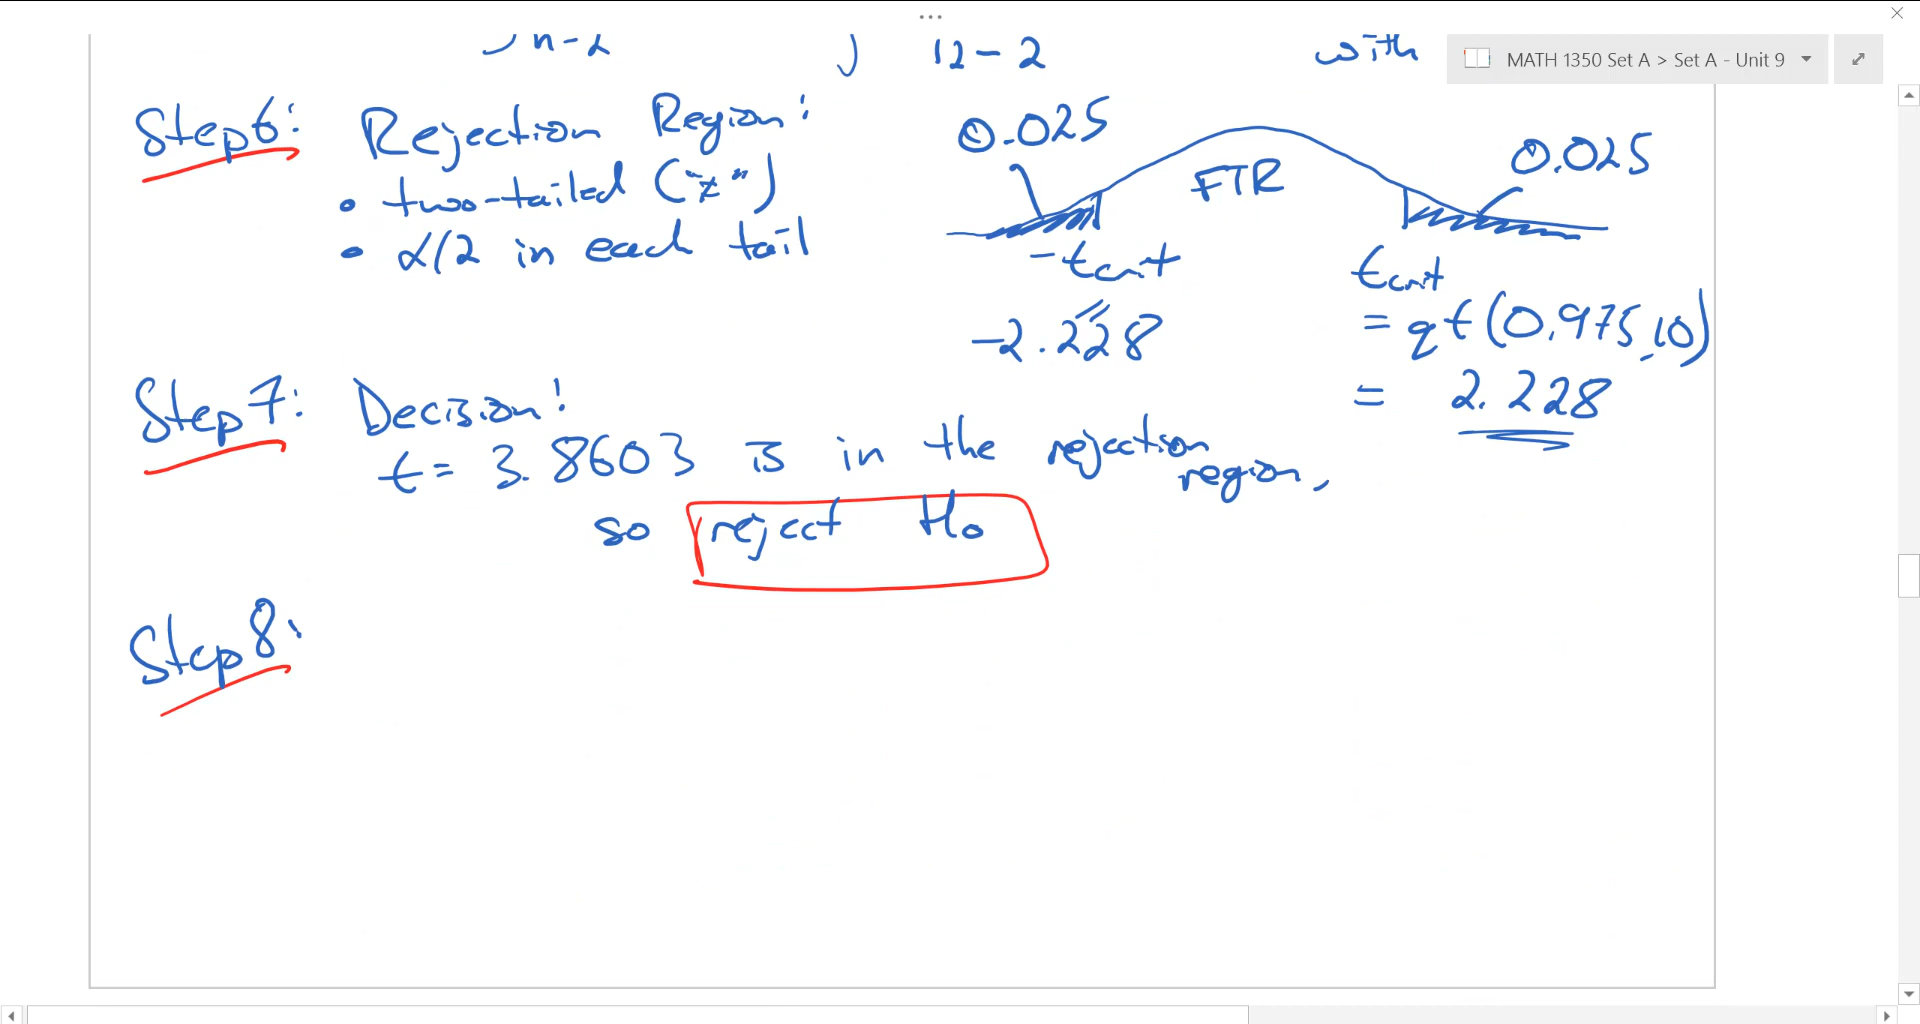 n-2 12-2 with
MATH 1350 Set A > Set A - Unit 9
Step 6: Rejection Region:
• two-tailed ("≠")
• α/2 in each tail
0.025 FTR 0.025
-tcrit
-2.228
tcrit
= qt(0.975,10)
= 2.228
Step 7: Decision!
t = 3.8603 is in the rejection region,
so reject H₀
Step 8: